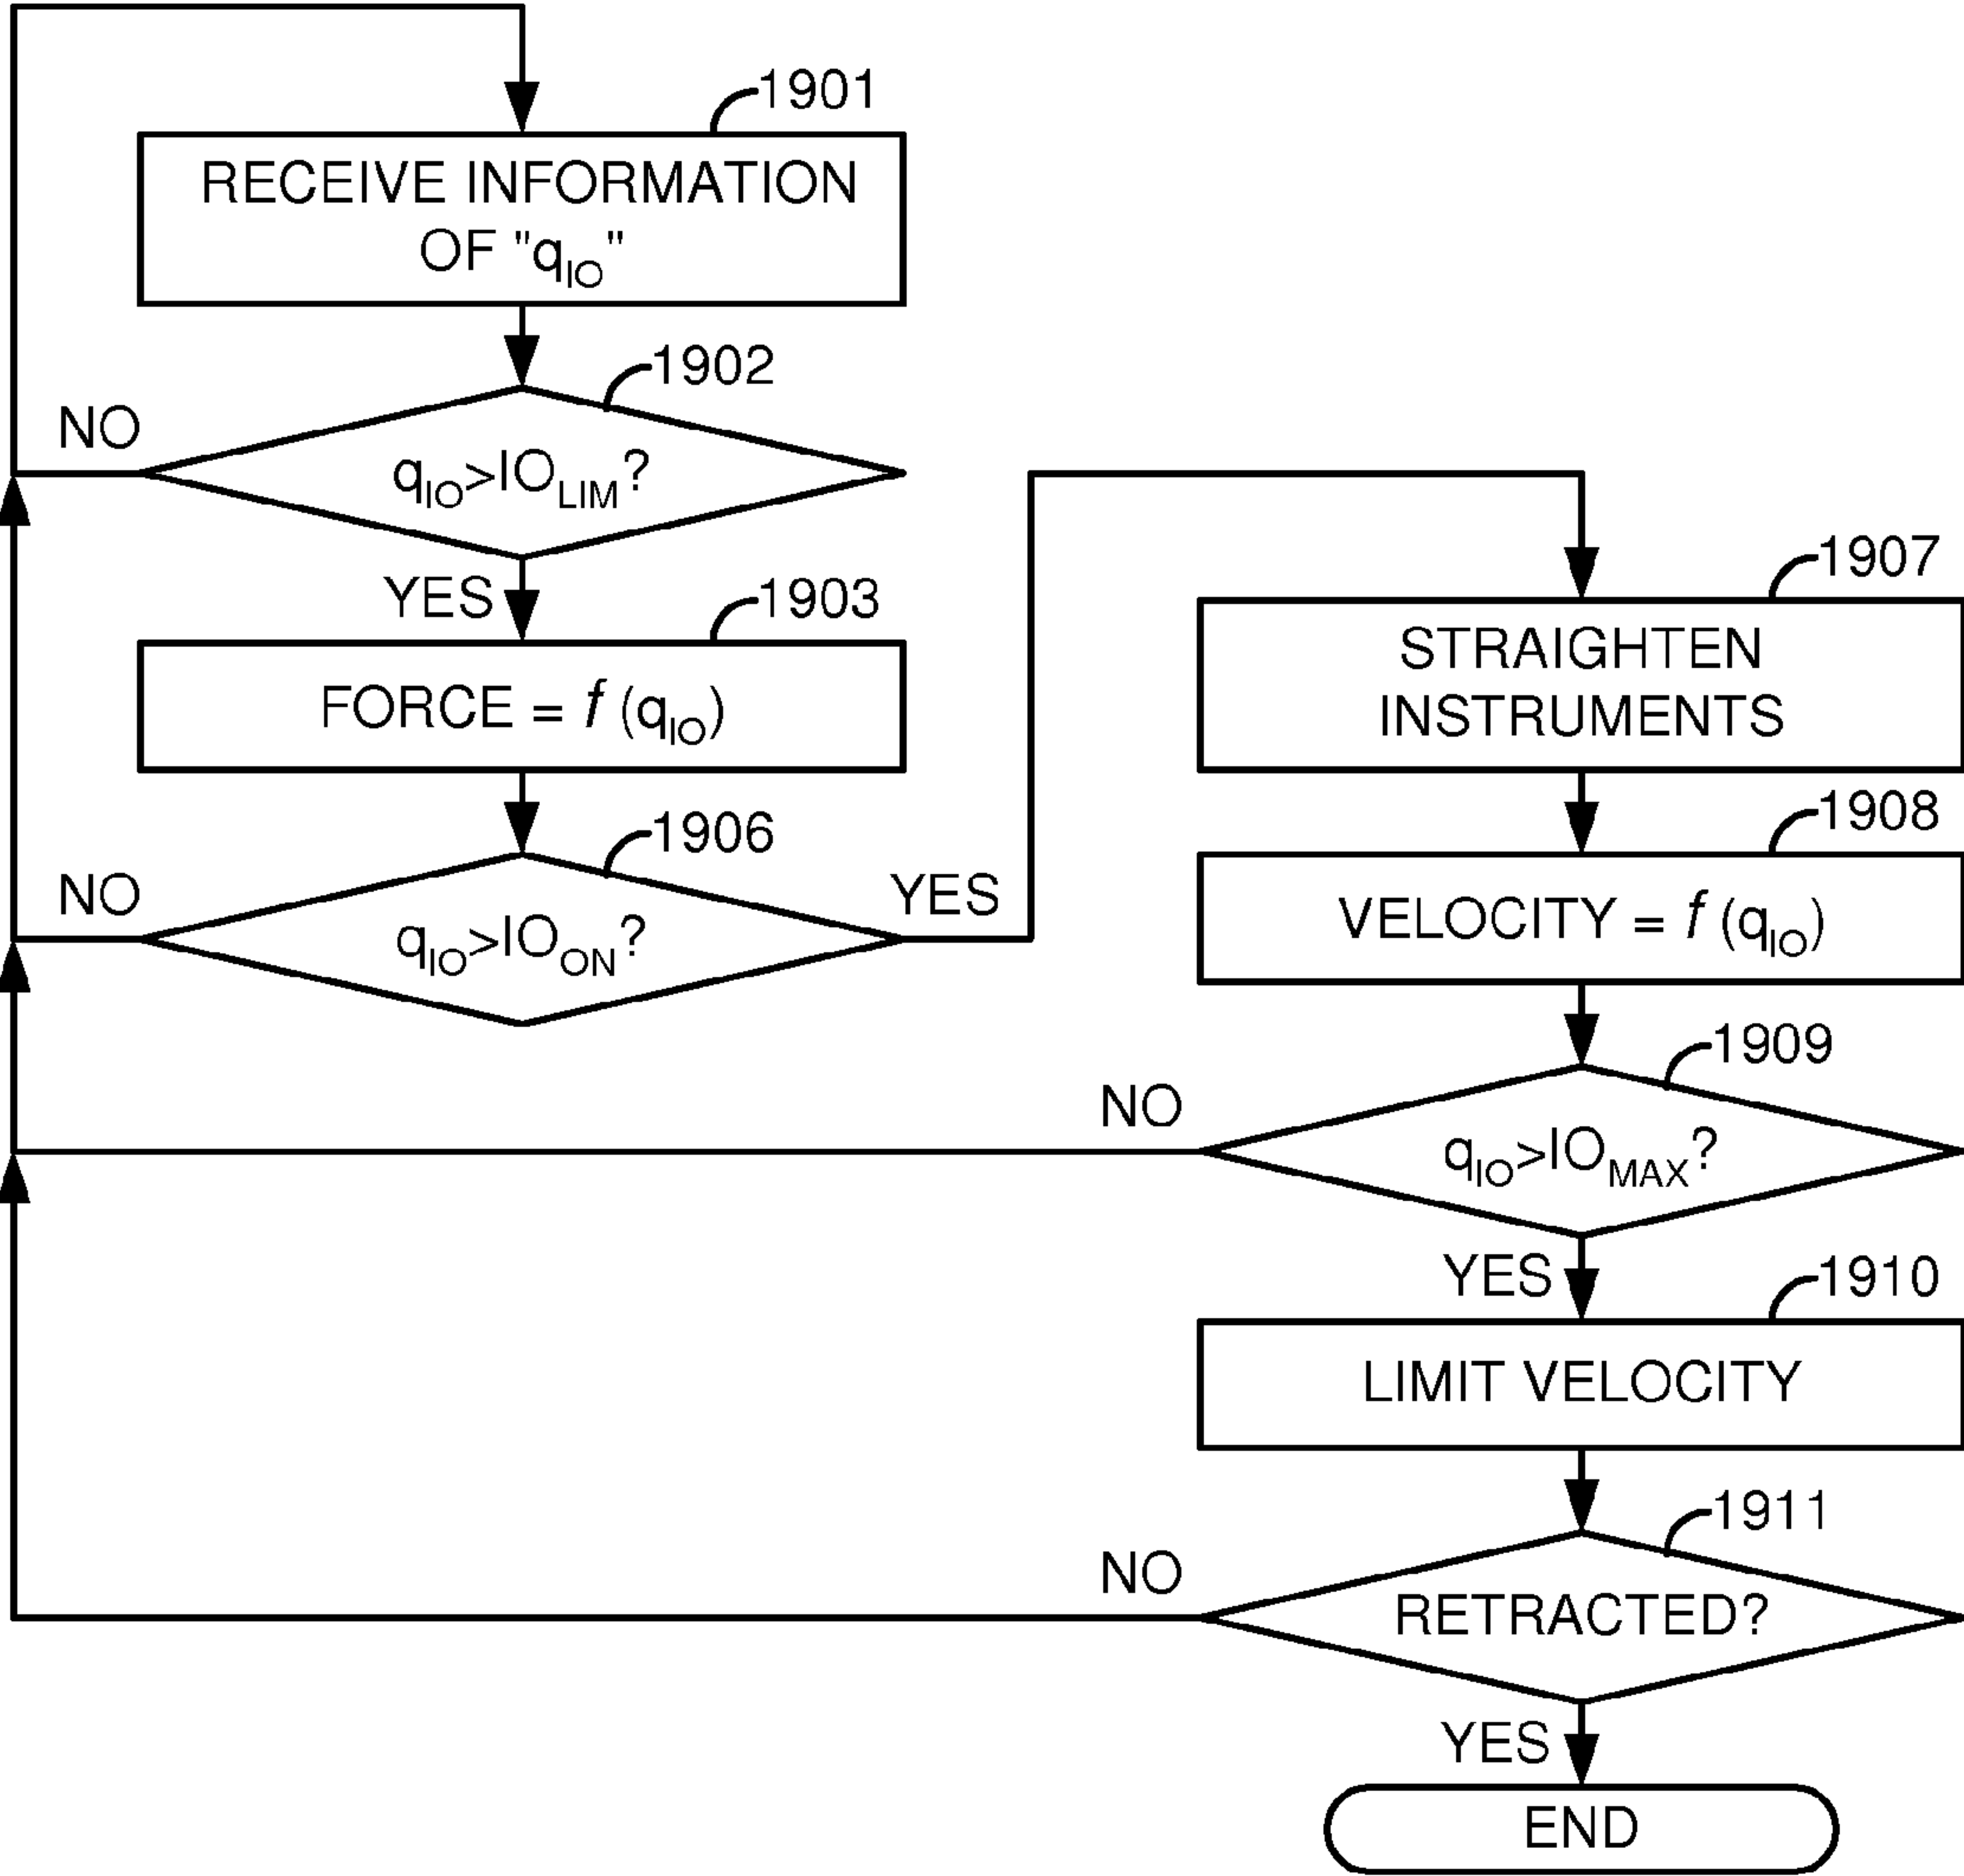 1901
RECEIVE INFORMATION
OF "qIO"
1902
NO
qIO>IOLIM?
YES
1903
FORCE = f (qIO)
1906
NO
YES
qIO>IOON?
1907
STRAIGHTEN
INSTRUMENTS
1908
VELOCITY = f (qIO)
1909
NO
qIO>IOMAX?
YES
1910
LIMIT VELOCITY
1911
NO
RETRACTED?
YES
END